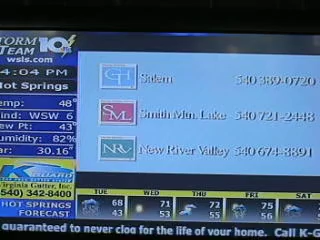 STORM
TEAM 10
wsls.com
4:04 PM
Hot Springs
Temp: 48°
Wind: WSW 6
Dew Pt: 43°
Humidity: 82%
Bar: 30.16
GH Salem 540 389-0720
SML Smith Mtn. Lake 540 721-2448
NRV New River Valley 540 674-8891
K GUARD
Virginia Gutter, Inc.
(540) 342-8400
HOT SPRINGS
FORECAST
TUE 68 43
WED 71 53
THU 72 55
FRI 75 56
SAT
guaranteed to never clog for the life of your home. Call K-G